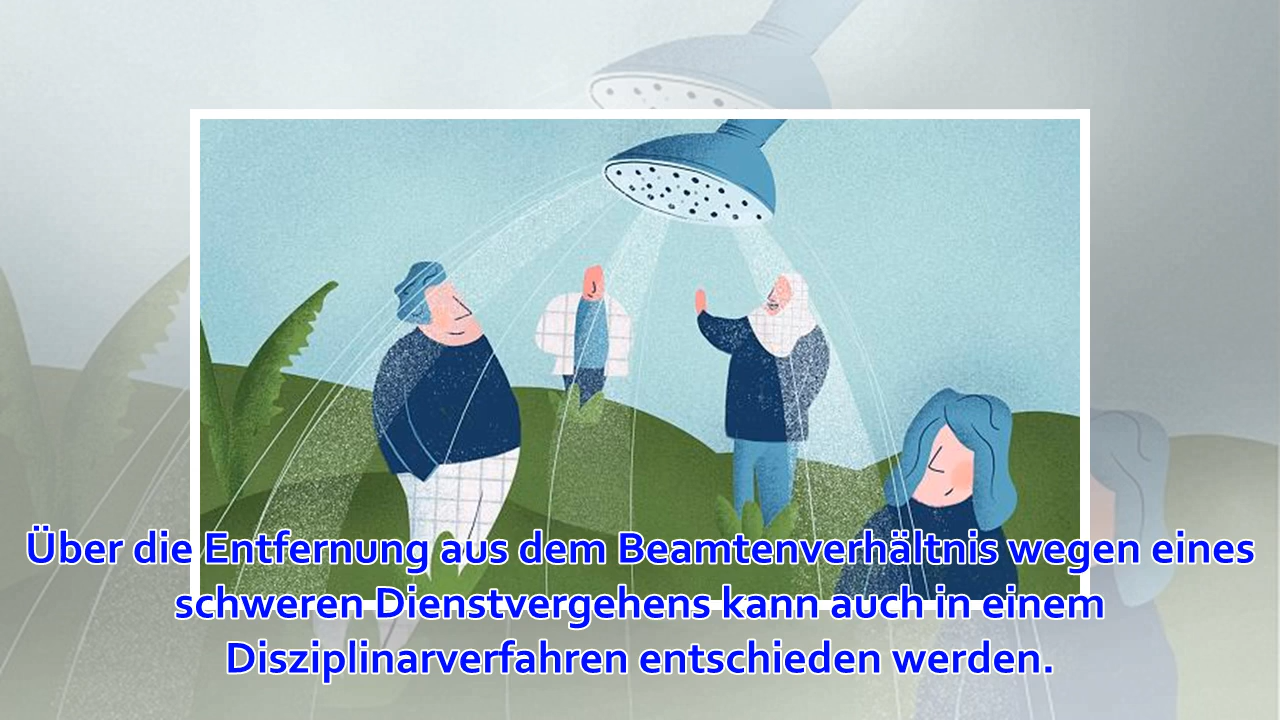 Über die Entfernung aus dem Beamtenverhältnis wegen eines
schweren Dienstvergehens kann auch in einem
Disziplinarverfahren entschieden werden.